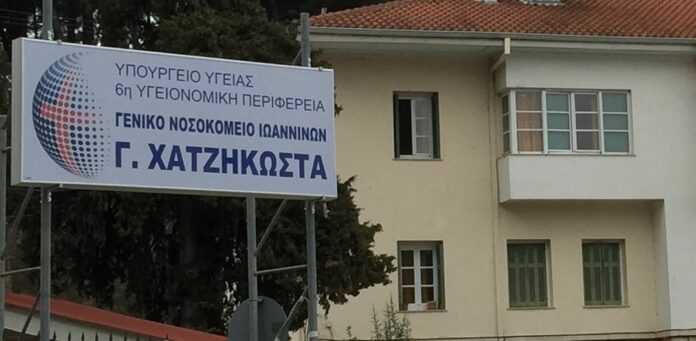 ΥΠΟΥΡΓΕΙΟ ΥΓΕΙΑΣ
6η ΥΓΕΙΟΝΟΜΙΚΗ ΠΕΡΙΦΕΡΕΙΑ
ΓΕΝΙΚΟ ΝΟΣΟΚΟΜΕΙΟ ΙΩΑΝΝΙΝΩΝ
Γ. ΧΑΤΖΗΚΩΣΤΑ